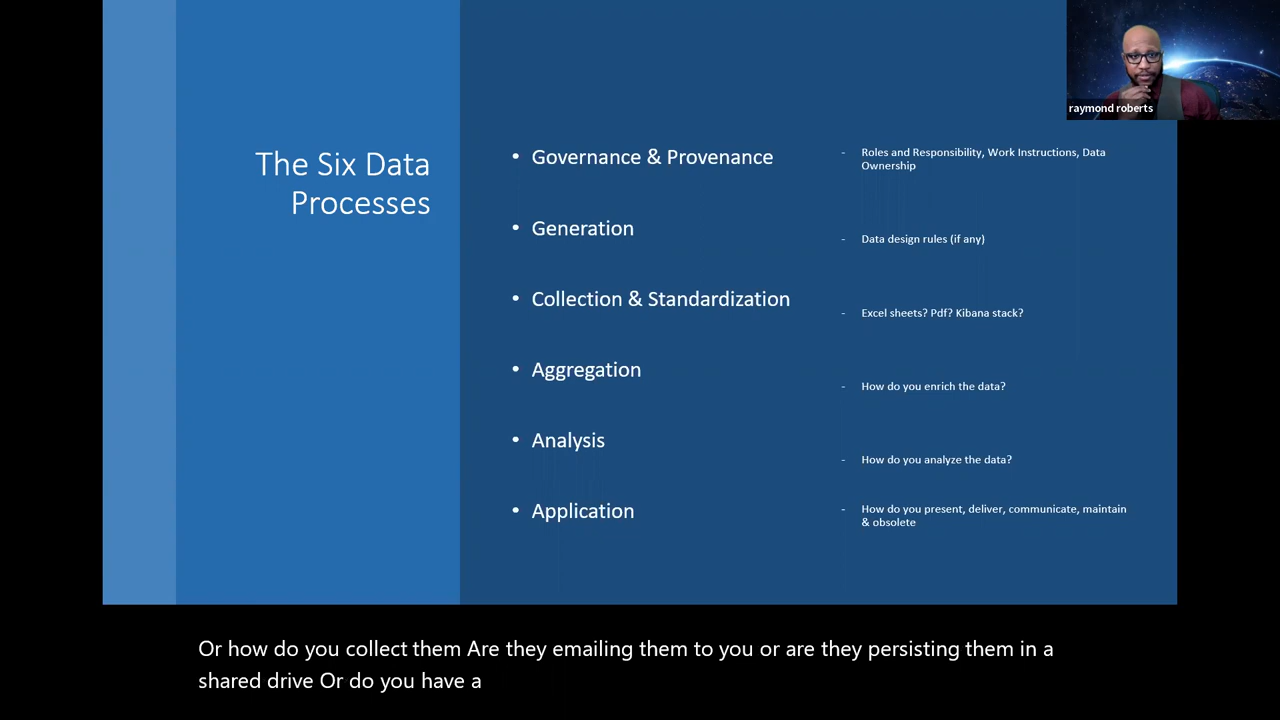 raymond roberts
The Six Data
Processes
• Governance & Provenance
- Roles and Responsibility, Work Instructions, Data
Ownership
• Generation
- Data design rules (if any)
• Collection & Standardization
- Excel sheets? Pdf? Kibana stack?
• Aggregation
- How do you enrich the data?
• Analysis
- How do you analyze the data?
• Application
- How do you present, deliver, communicate, maintain
& obsolete
Or how do you collect them Are they emailing them to you or are they persisting them in a
shared drive Or do you have a